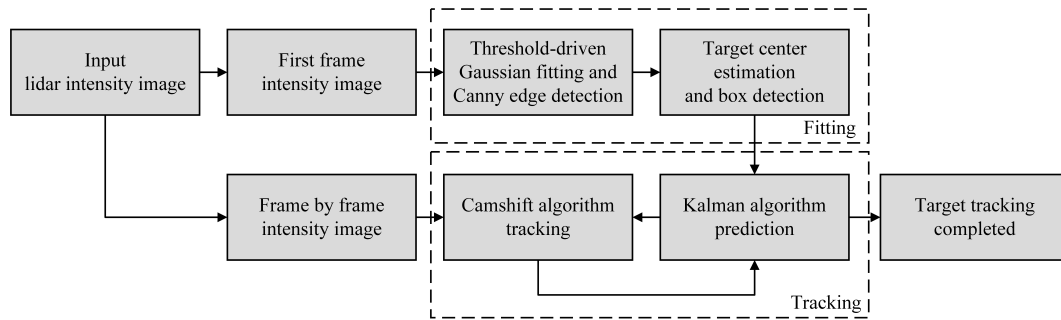 Input
lidar intensity image
First frame
intensity image
Threshold-driven
Gaussian fitting and
Canny edge detection
Target center
estimation
and box detection
Fitting
Frame by frame
intensity image
Camshift algorithm
tracking
Kalman algorithm
prediction
Target tracking
completed
Tracking